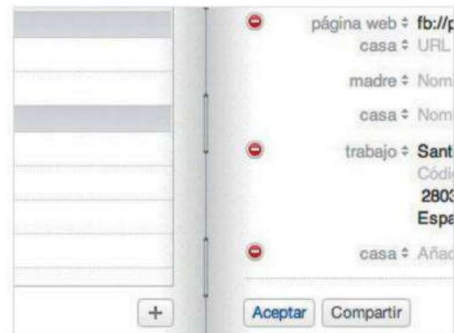 página web fb://p
casa URL
madre Nom
casa Nom
trabajo Sant
Códi
2803
Espa
casa Añad
+
Aceptar Compartir